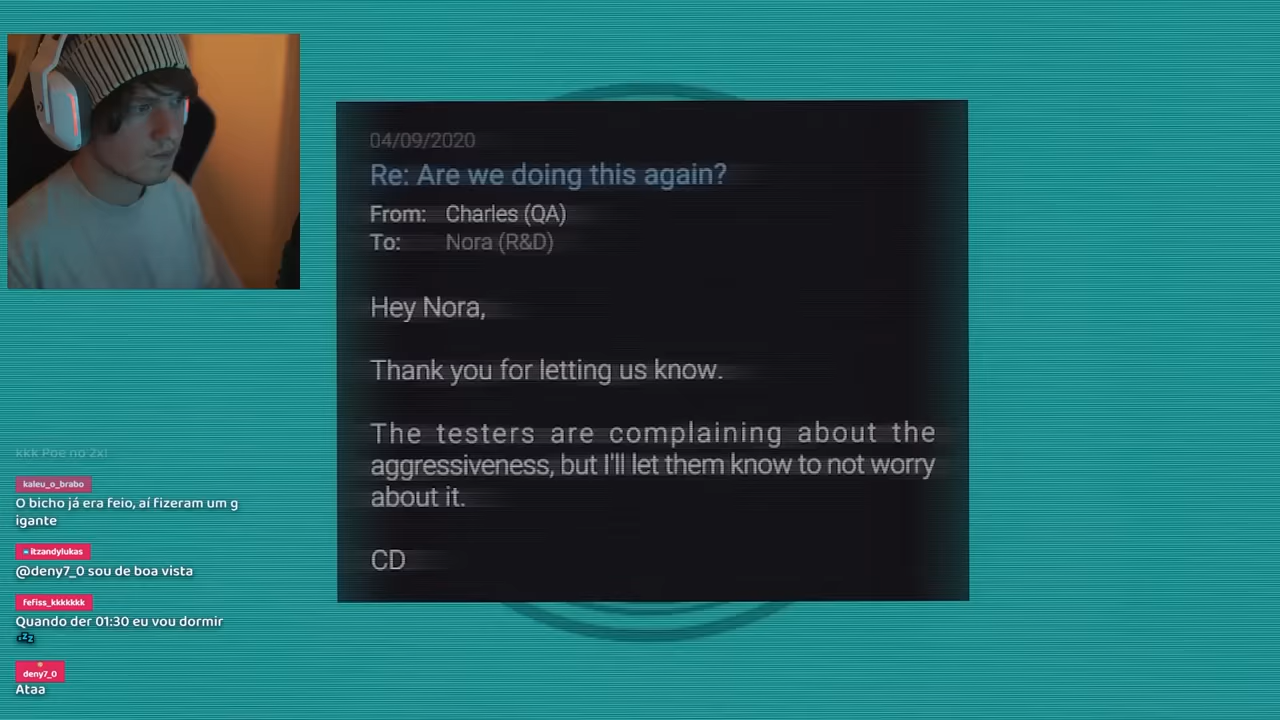 04/09/2020
Re: Are we doing this again?
From: Charles (QA)
To: Nora (R&D)
Hey Nora,
Thank you for letting us know.
The testers are complaining about the
aggressiveness, but I'll let them know to not worry
about it.
CD
kkk Poe no 2x!
kaleu_o_brabo
O bicho já era feio, aí fizeram um g
igante
itzandylukas
@deny7_0 sou de boa vista
fefiss_kkkkkkk
Quando der 01:30 eu vou dormir
💤
deny7_0
Ataa